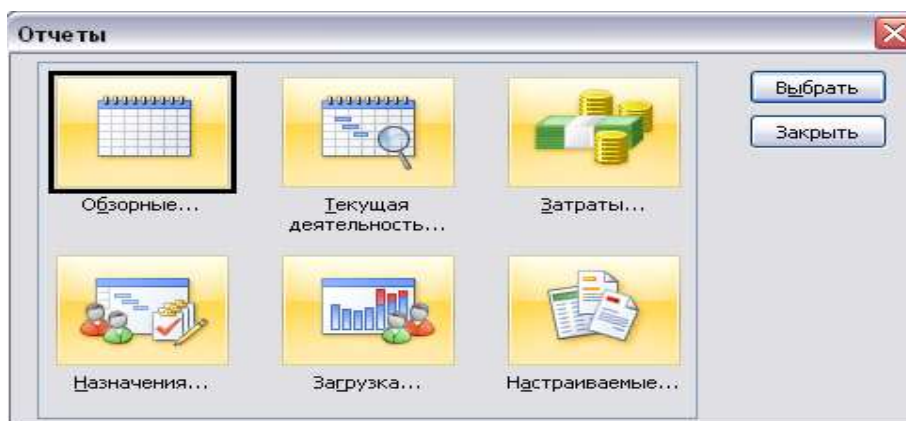 Отчеты
Выбрать
Закрыть
Обзорные...
Текущая
деятельность...
Затраты...
Назначения...
Загрузка...
Настраиваемые...